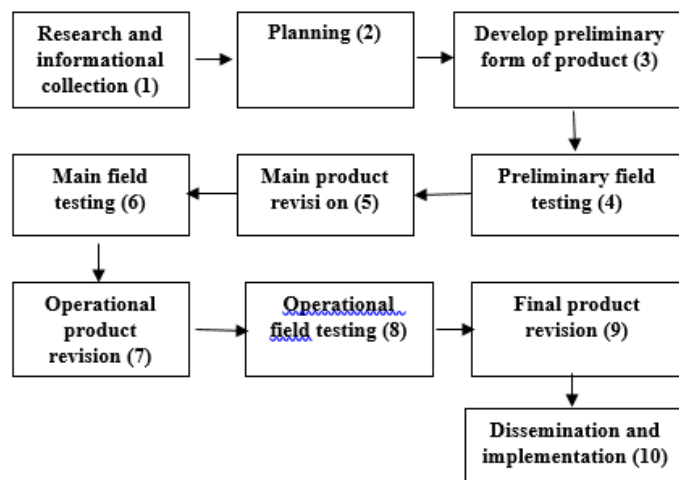 Research and
informational
collection (1)
Planning (2)
Develop preliminary
form of product (3)
Preliminary field
testing (4)
Main product
revisi on (5)
Main field
testing (6)
Operational
product
revision (7)
Operational
field testing (8)
Final product
revision (9)
Dissemination and
implementation (10)